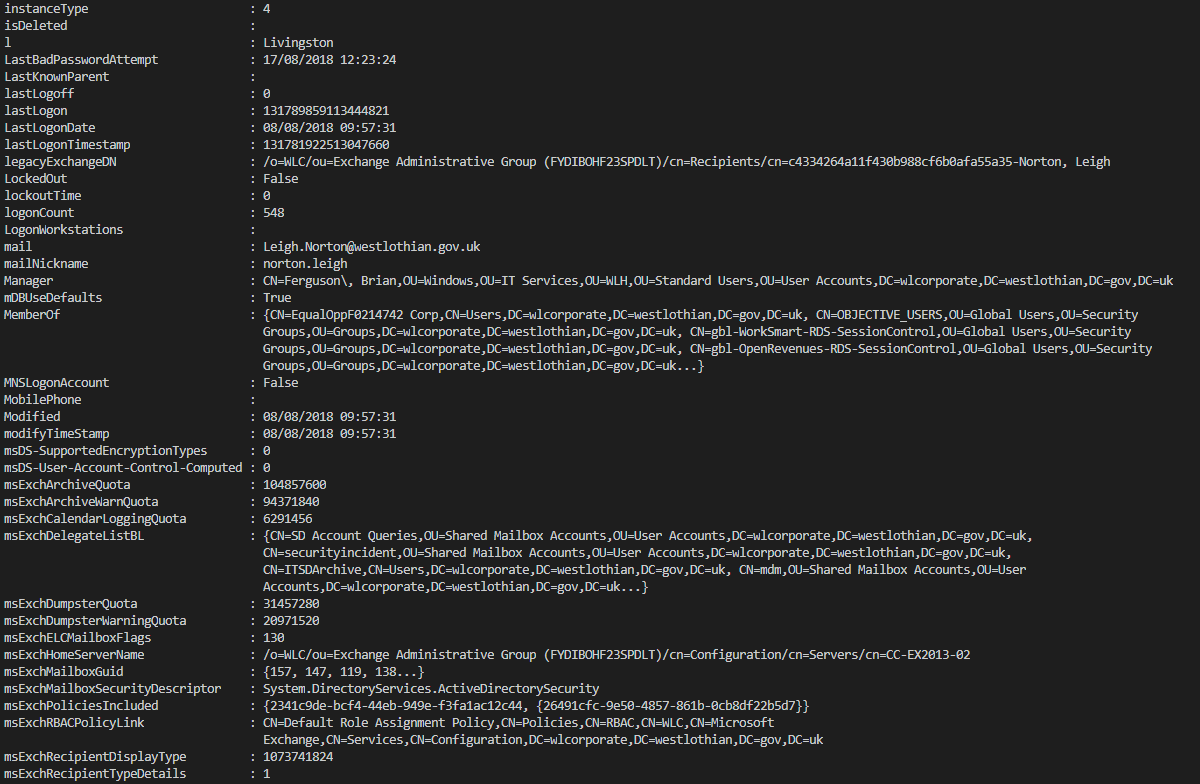 instanceType : 4
isDeleted :
l : Livingston
LastBadPasswordAttempt : 17/08/2018 12:23:24
LastKnownParent :
lastLogoff : 0
lastLogon : 131789859113444821
LastLogonDate : 08/08/2018 09:57:31
lastLogonTimestamp : 131781922513047660
legacyExchangeDN : /o=WLC/ou=Exchange Administrative Group (FYDIBOHF23SPDLT)/cn=Recipients/cn=c4334264a11f430b988cf6b0afa55a35-Norton, Leigh
LockedOut : False
lockoutTime : 0
logonCount : 548
LogonWorkstations :
mail : Leigh.Norton@westlothian.gov.uk
mailNickname : norton.leigh
Manager : CN=Ferguson\, Brian,OU=Windows,OU=IT Services,OU=WLH,OU=Standard Users,OU=User Accounts,DC=wlcorporate,DC=westlothian,DC=gov,DC=uk
mDBUseDefaults : True
MemberOf : {CN=EqualOppF0214742 Corp,CN=Users,DC=wlcorporate,DC=westlothian,DC=gov,DC=uk, CN=OBJECTIVE_USERS,OU=Global Users,OU=Security
Groups,OU=Groups,DC=wlcorporate,DC=westlothian,DC=gov,DC=uk, CN=gbl-WorkSmart-RDS-SessionControl,OU=Global Users,OU=Security
Groups,OU=Groups,DC=wlcorporate,DC=westlothian,DC=gov,DC=uk, CN=gbl-OpenRevenues-RDS-SessionControl,OU=Global Users,OU=Security
Groups,OU=Groups,DC=wlcorporate,DC=westlothian,DC=gov,DC=uk...}
MNSLogonAccount : False
MobilePhone :
Modified : 08/08/2018 09:57:31
modifyTimeStamp : 08/08/2018 09:57:31
msDS-SupportedEncryptionTypes : 0
msDS-User-Account-Control-Computed : 0
msExchArchiveQuota : 104857600
msExchArchiveWarnQuota : 94371840
msExchCalendarLoggingQuota : 6291456
msExchDelegateListBL : {CN=SD Account Queries,OU=Shared Mailbox Accounts,OU=User Accounts,DC=wlcorporate,DC=westlothian,DC=gov,DC=uk,
CN=securityincident,OU=Shared Mailbox Accounts,OU=User Accounts,DC=wlcorporate,DC=westlothian,DC=gov,DC=uk,
CN=ITSDArchive,CN=Users,DC=wlcorporate,DC=westlothian,DC=gov,DC=uk, CN=mdm,OU=Shared Mailbox Accounts,OU=User
Accounts,DC=wlcorporate,DC=westlothian,DC=gov,DC=uk...}
msExchDumpsterQuota : 31457280
msExchDumpsterWarningQuota : 20971520
msExchELCMailboxFlags : 130
msExchHomeServerName : /o=WLC/ou=Exchange Administrative Group (FYDIBOHF23SPDLT)/cn=Configuration/cn=Servers/cn=CC-EX2013-02
msExchMailboxGuid : {157, 147, 119, 138...}
msExchMailboxSecurityDescriptor : System.DirectoryServices.ActiveDirectorySecurity
msExchPoliciesIncluded : {2341c9de-bcf4-44eb-949e-f3fa1ac12c44, {26491cfc-9e50-4857-861b-0cb8df22b5d7}}
msExchRBACPolicyLink : CN=Default Role Assignment Policy,CN=Policies,CN=RBAC,CN=WLC,CN=Microsoft
Exchange,CN=Services,CN=Configuration,DC=wlcorporate,DC=westlothian,DC=gov,DC=uk
msExchRecipientDisplayType : 1073741824
msExchRecipientTypeDetails : 1